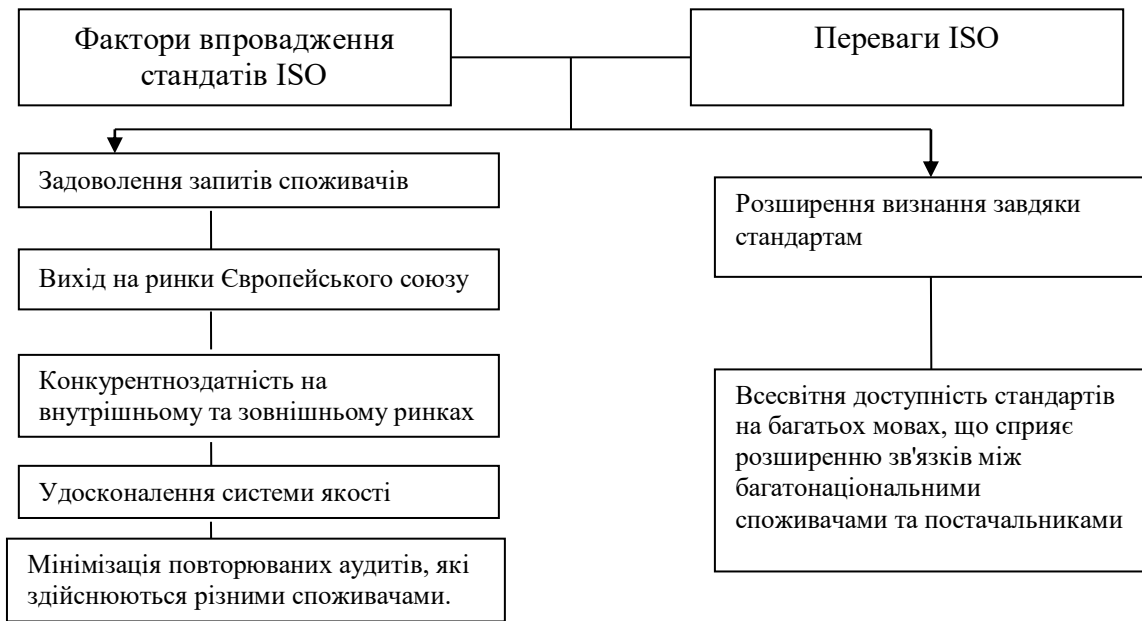 Фактори впровадження
стандатів ISO
Переваги ISO
Задоволення запитів споживачів
Вихід на ринки Європейського союзу
Конкурентноздатність на
внутрішньому та зовнішньому ринках
Удосконалення системи якості
Мінімізація повторюваних аудитів, які
здійснюються різними споживачами.
Розширення визнання завдяки
стандартам
Всесвітня доступність стандартів
на багатьох мовах, що сприяє
розширенню зв'язків між
багатонаціональними
споживачами та постачальниками